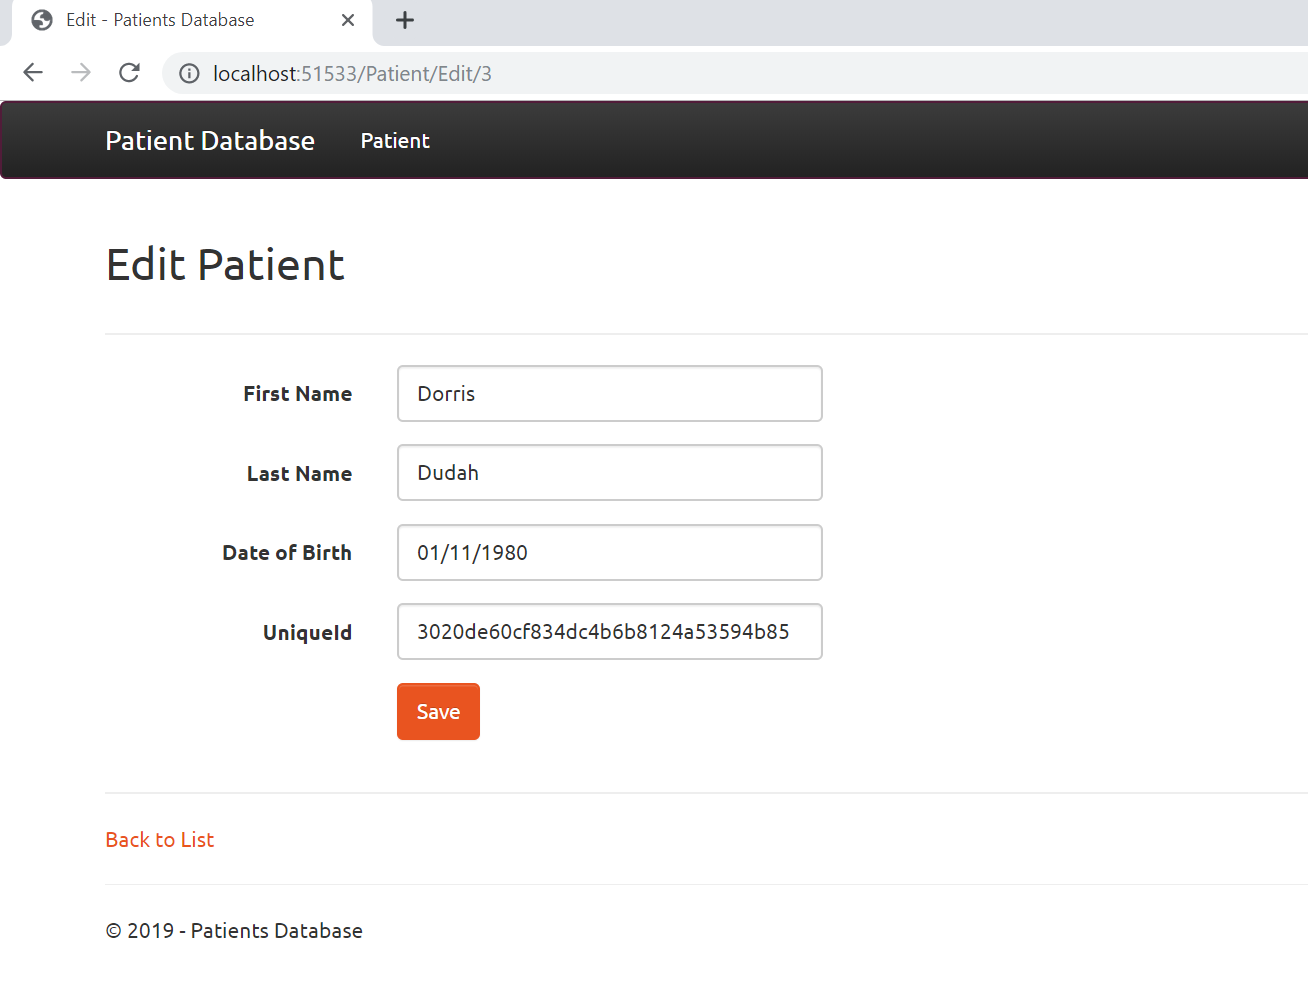 Edit - Patients Database
localhost:51533/Patient/Edit/3
Patient Database Patient
Edit Patient
First Name Dorris
Last Name Dudah
Date of Birth 01/11/1980
UniqueId 3020de60cf834dc4b6b8124a53594b85
Save
Back to List
© 2019 - Patients Database